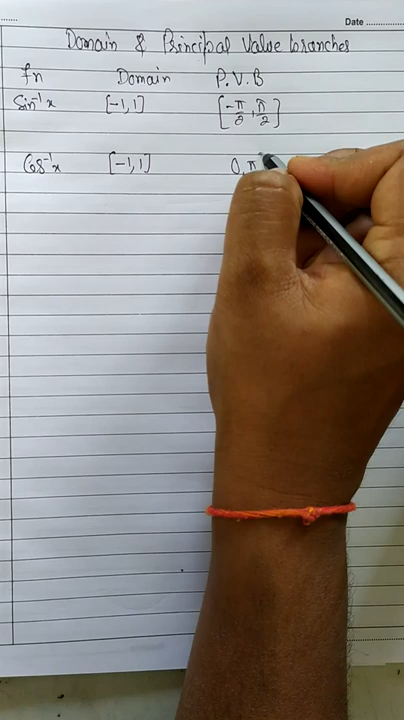 Date
Domain & Principal Value branches
fn Domain P.V.B
Sin⁻¹x [-1,1] [-π/2, π/2]
Cos⁻¹x [-1,1] 0, π